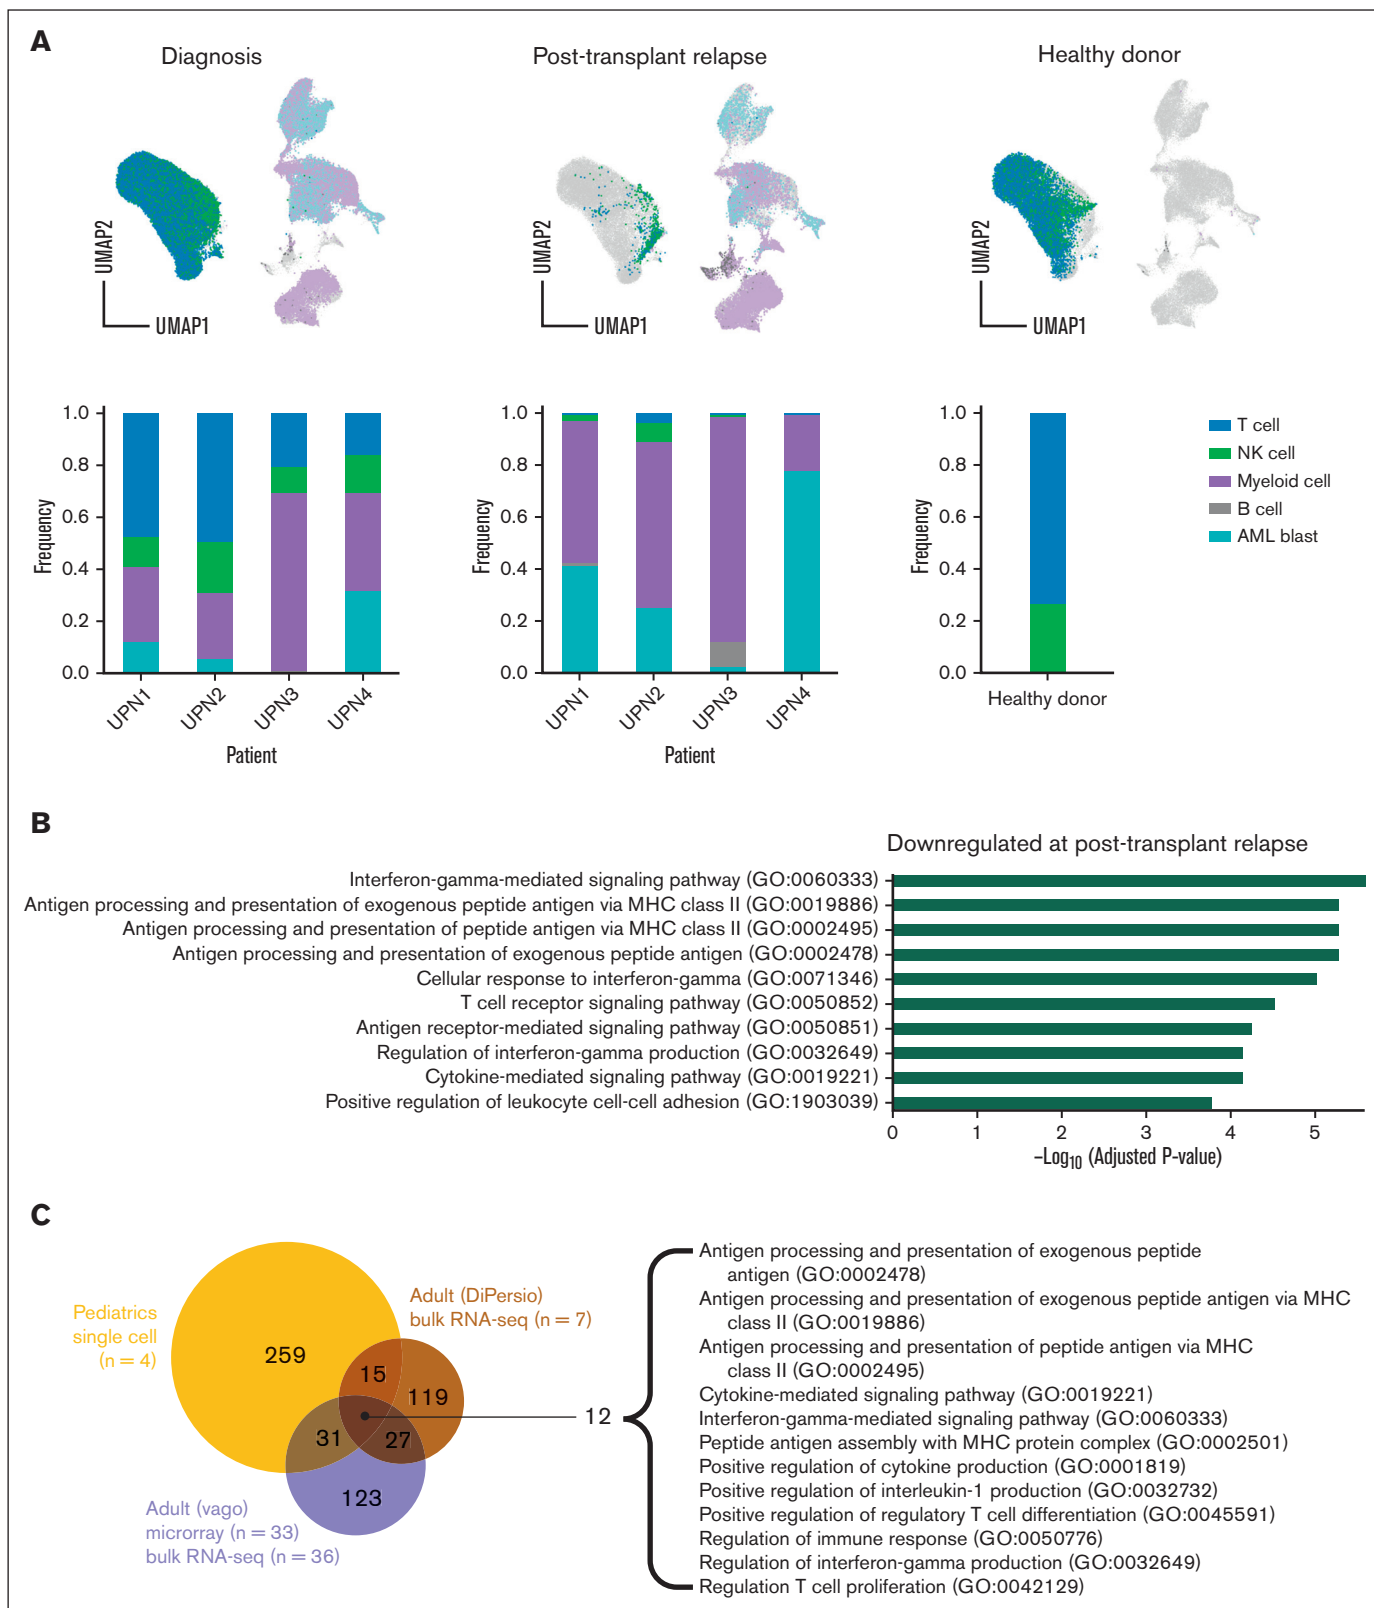 A
Diagnosis
Post-transplant relapse
Healthy donor
UMAP2
UMAP1
UMAP2
UMAP1
UMAP2
UMAP1
Frequency
1.0
0.8
0.6
0.4
0.2
0.0
UPN1
UPN2
UPN3
UPN4
Patient
Frequency
1.0
0.8
0.6
0.4
0.2
0.0
UPN1
UPN2
UPN3
UPN4
Patient
1.0
0.8
0.6
0.4
0.2
0.0
Healthy donor
T cell
NK cell
Myeloid cell
B cell
AML blast
B
Downregulated at post-transplant relapse
Interferon-gamma-mediated signaling pathway (GO:0060333)
Antigen processing and presentation of exogenous peptide antigen via MHC class II (GO:0019886)
Antigen processing and presentation of peptide antigen via MHC class II (GO:0002495)
Antigen processing and presentation of exogenous peptide antigen (GO:0002478)
Cellular response to interferon-gamma (GO:0071346)
T cell receptor signaling pathway (GO:0050852)
Antigen receptor-mediated signaling pathway (GO:0050851)
Regulation of interferon-gamma production (GO:0032649)
Cytokine-mediated signaling pathway (GO:0019221)
Positive regulation of leukocyte cell-cell adhesion (GO:1903039)
0 1 2 3 4 5
–Log10 (Adjusted P-value)
C
Pediatrics
single cell
(n = 4)
Adult (DiPersio)
bulk RNA-seq (n = 7)
259
15
119
31
27
123
12
Adult (vago)
microrray (n = 33)
bulk RNA-seq (n = 36)
Antigen processing and presentation of exogenous peptide
antigen (GO:0002478)
Antigen processing and presentation of exogenous peptide antigen via MHC
class II (GO:0019886)
Antigen processing and presentation of peptide antigen via MHC
class II (GO:0002495)
Cytokine-mediated signaling pathway (GO:0019221)
Interferon-gamma-mediated signaling pathway (GO:0060333)
Peptide antigen assembly with MHC protein complex (GO:0002501)
Positive regulation of cytokine production (GO:0001819)
Positive regulation of interleukin-1 production (GO:0032732)
Positive regulation of regulatory T cell differentiation (GO:0045591)
Regulation of immune response (GO:0050776)
Regulation of interferon-gamma production (GO:0032649)
Regulation T cell proliferation (GO:0042129)